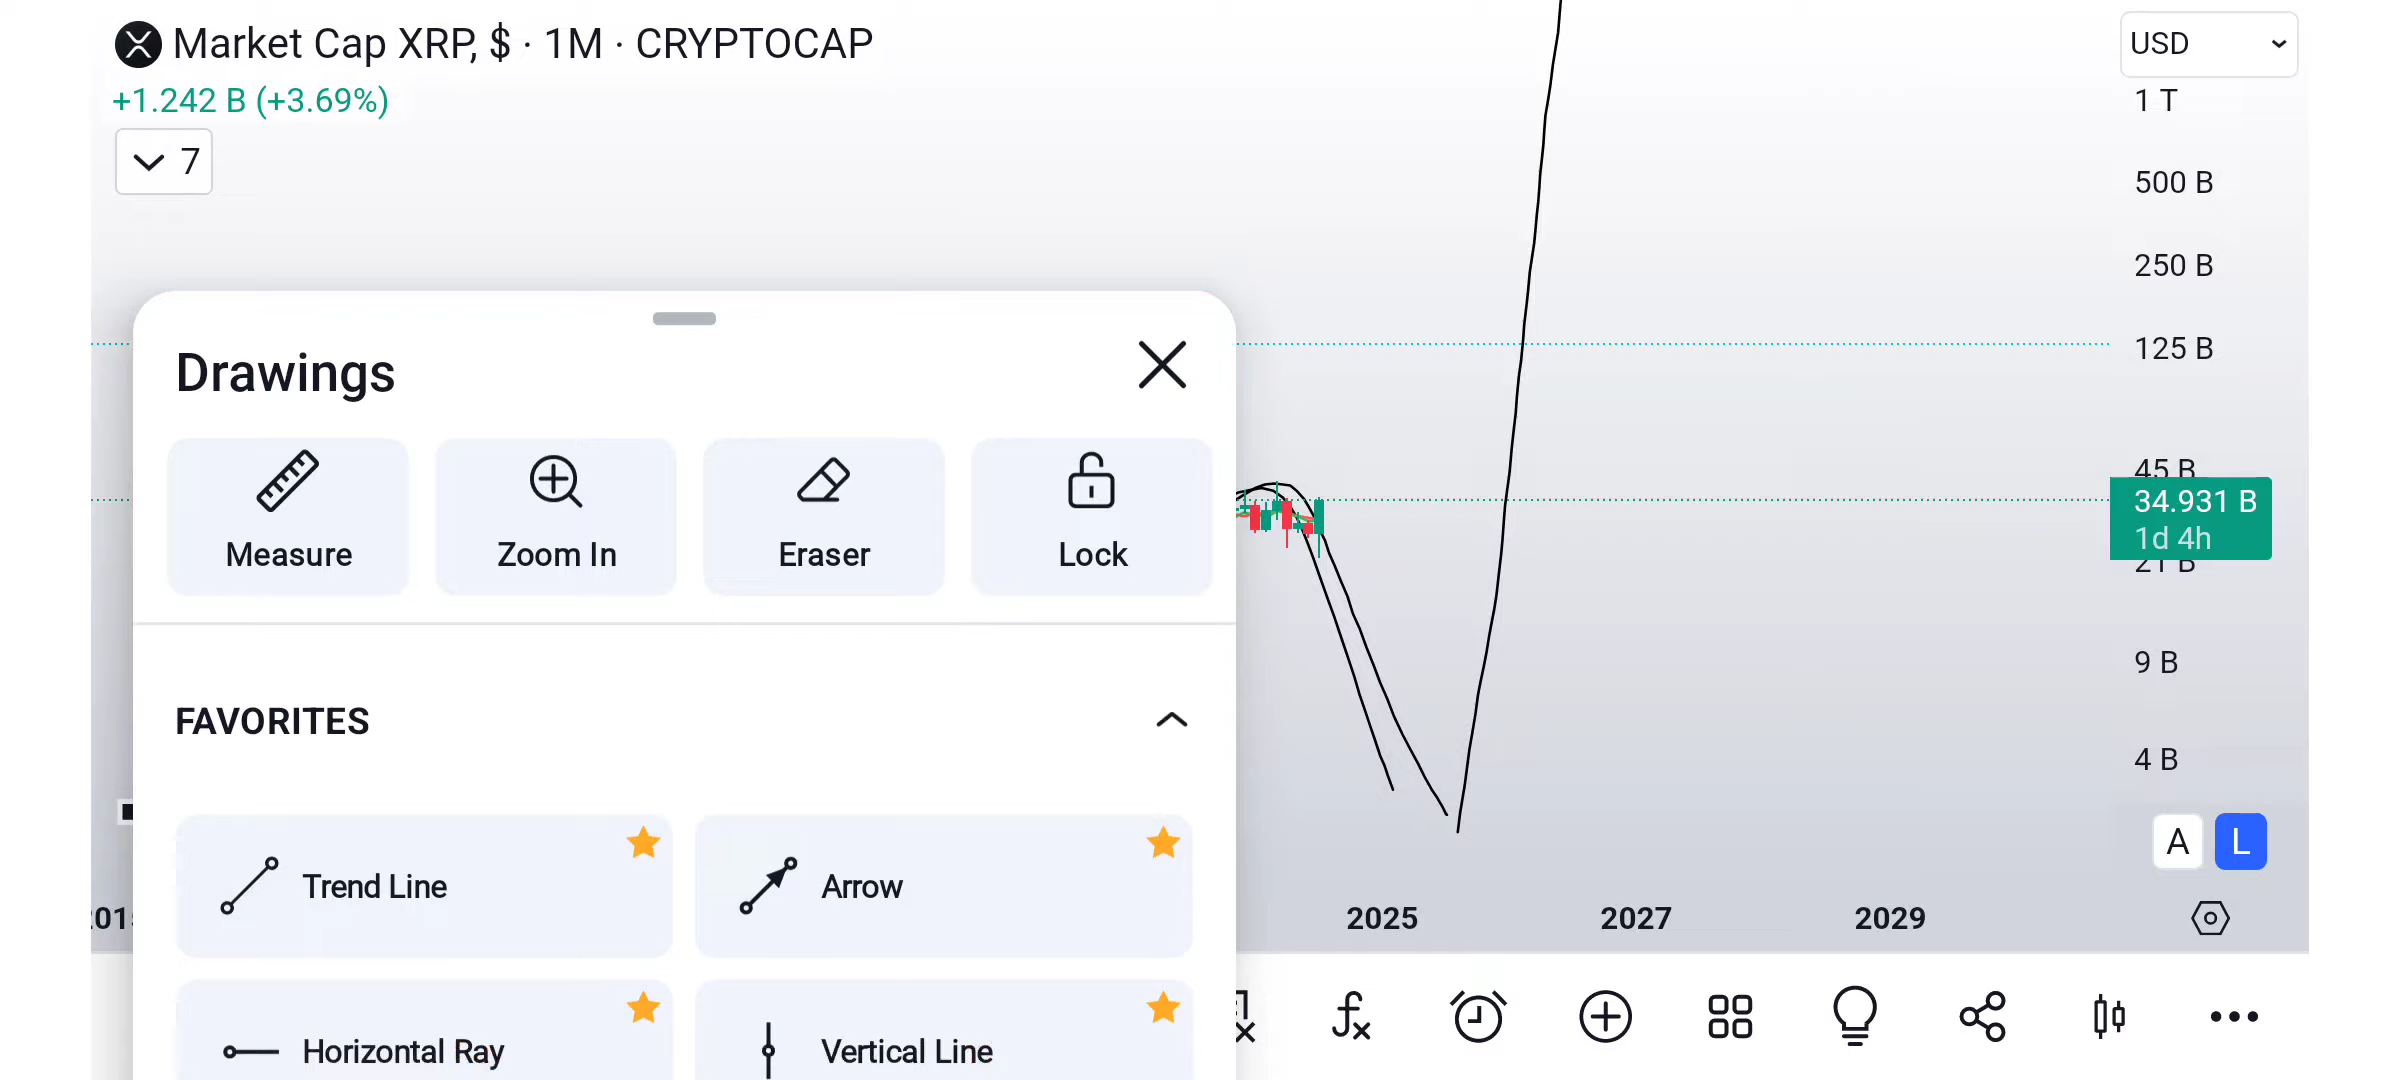 Market Cap XRP, $ · 1M · CRYPTOCAP
+1.242 B (+3.69%)
7
USD
1 T
500 B
250 B
125 B
45 B
34.931 B
1d 4h
21 B
9 B
4 B
A L
Drawings
Measure Zoom In Eraser Lock
FAVORITES
Trend Line Arrow
Horizontal Ray Vertical Line
2025 2027 2029